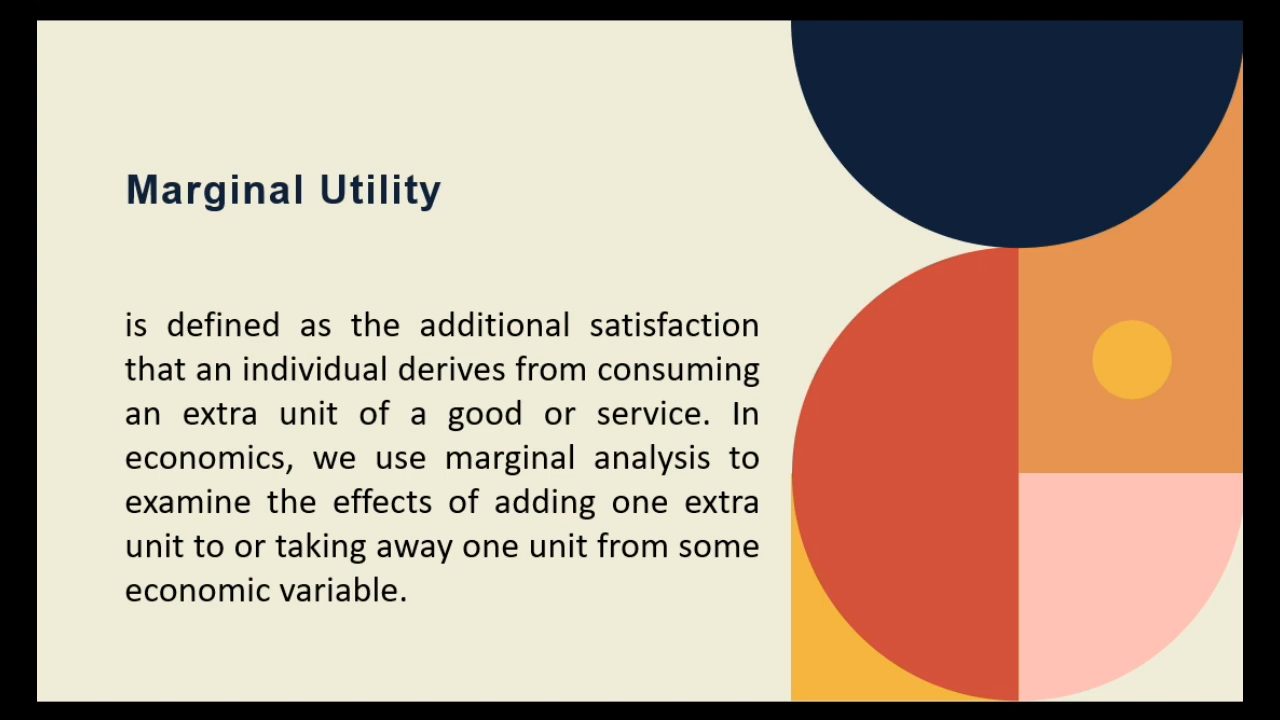 Marginal Utility
is defined as the additional satisfaction
that an individual derives from consuming
an extra unit of a good or service. In
economics, we use marginal analysis to
examine the effects of adding one extra
unit to or taking away one unit from some
economic variable.